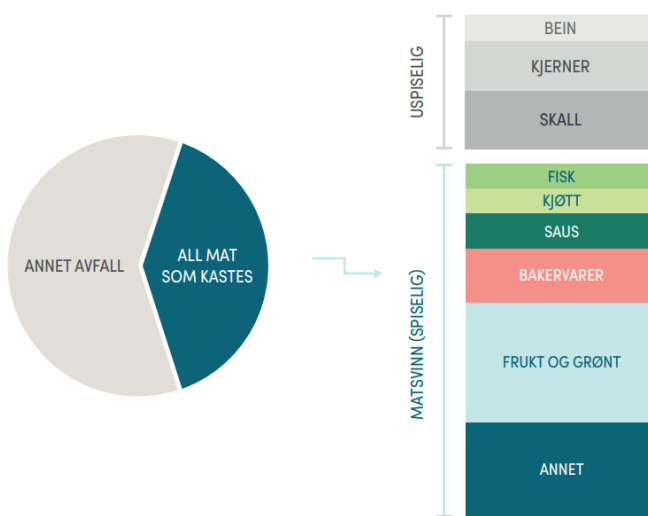 ANNET AVFALL
ALL MAT
SOM KASTES
USPISELIG
BEIN
KJERNER
SKALL
MATSVINN (SPISELIG)
FISK
KJØTT
SAUS
BAKERVARER
FRUKT OG GRØNT
ANNET